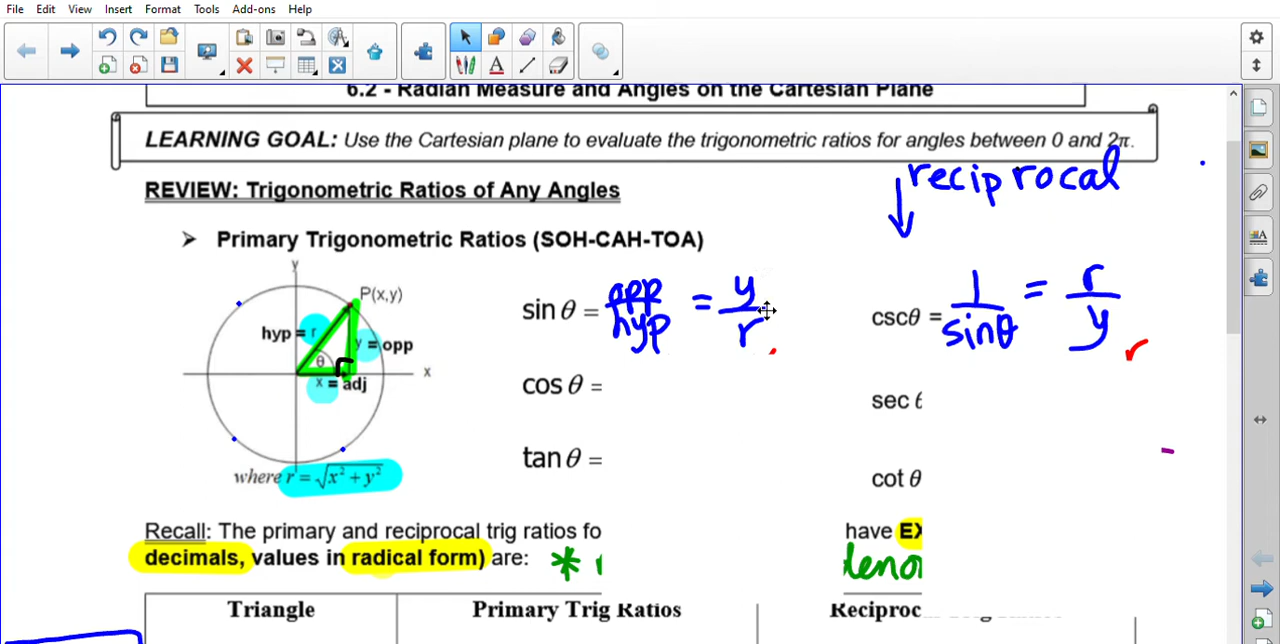 File Edit View Insert Format Tools Add-ons Help
6.2 - Radian Measure and Angles on the Cartesian Plane
LEARNING GOAL: Use the Cartesian plane to evaluate the trigonometric ratios for angles between 0 and 2π.
REVIEW: Trigonometric Ratios of Any Angles
↓ reciprocal
➤ Primary Trigonometric Ratios (SOH-CAH-TOA)
y
P(x,y)
hyp = r
y = opp
θ
x
x = adj
where r = √(x² + y²)
sin θ = opp/hyp = y/r
cscθ = 1/sinθ = r/y
r
cos θ =
sec θ
tan θ =
cot θ
Recall: The primary and reciprocal trig ratios fo have EX
decimals, values in radical form) are: *
Triangle Primary Trig Ratios